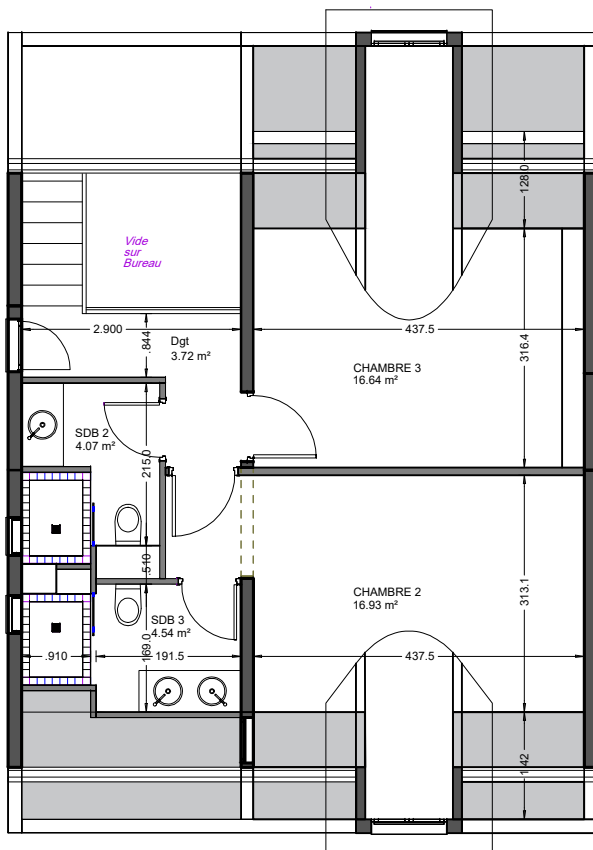 128.0
Vide
sur
Bureau
2.900
.844
Dgt
3.72 m²
437.5
316.4
CHAMBRE 3
16.64 m²
SDB 2
4.07 m²
215.0
.510
CHAMBRE 2
16.93 m²
313.1
SDB 3
4.54 m²
169.0
.910
191.5
437.5
1.42